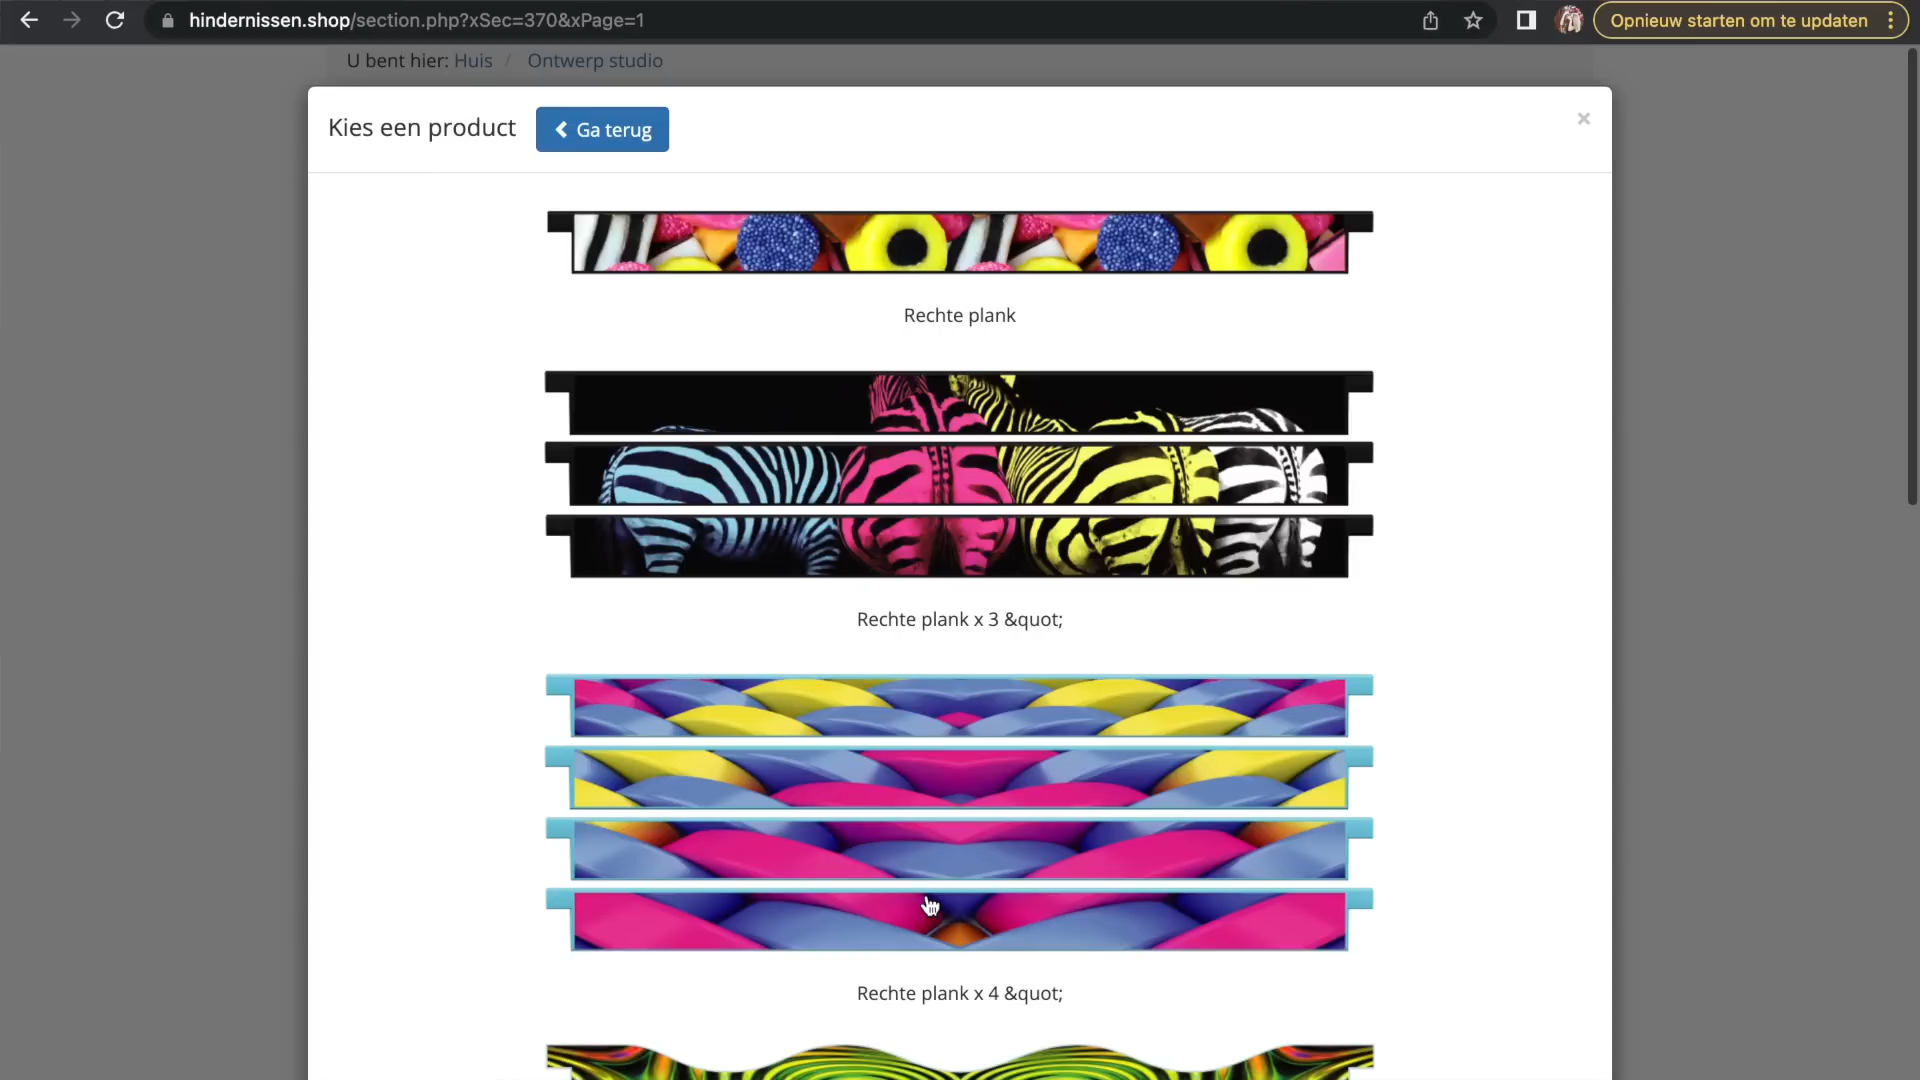 hindernissen.shop/section.php?xSec=370&xPage=1
Opnieuw starten om te updaten
U bent hier: Huis / Ontwerp studio
Kies een product
Ga terug
×
Rechte plank
Rechte plank x 3 &quot;
Rechte plank x 4 &quot;